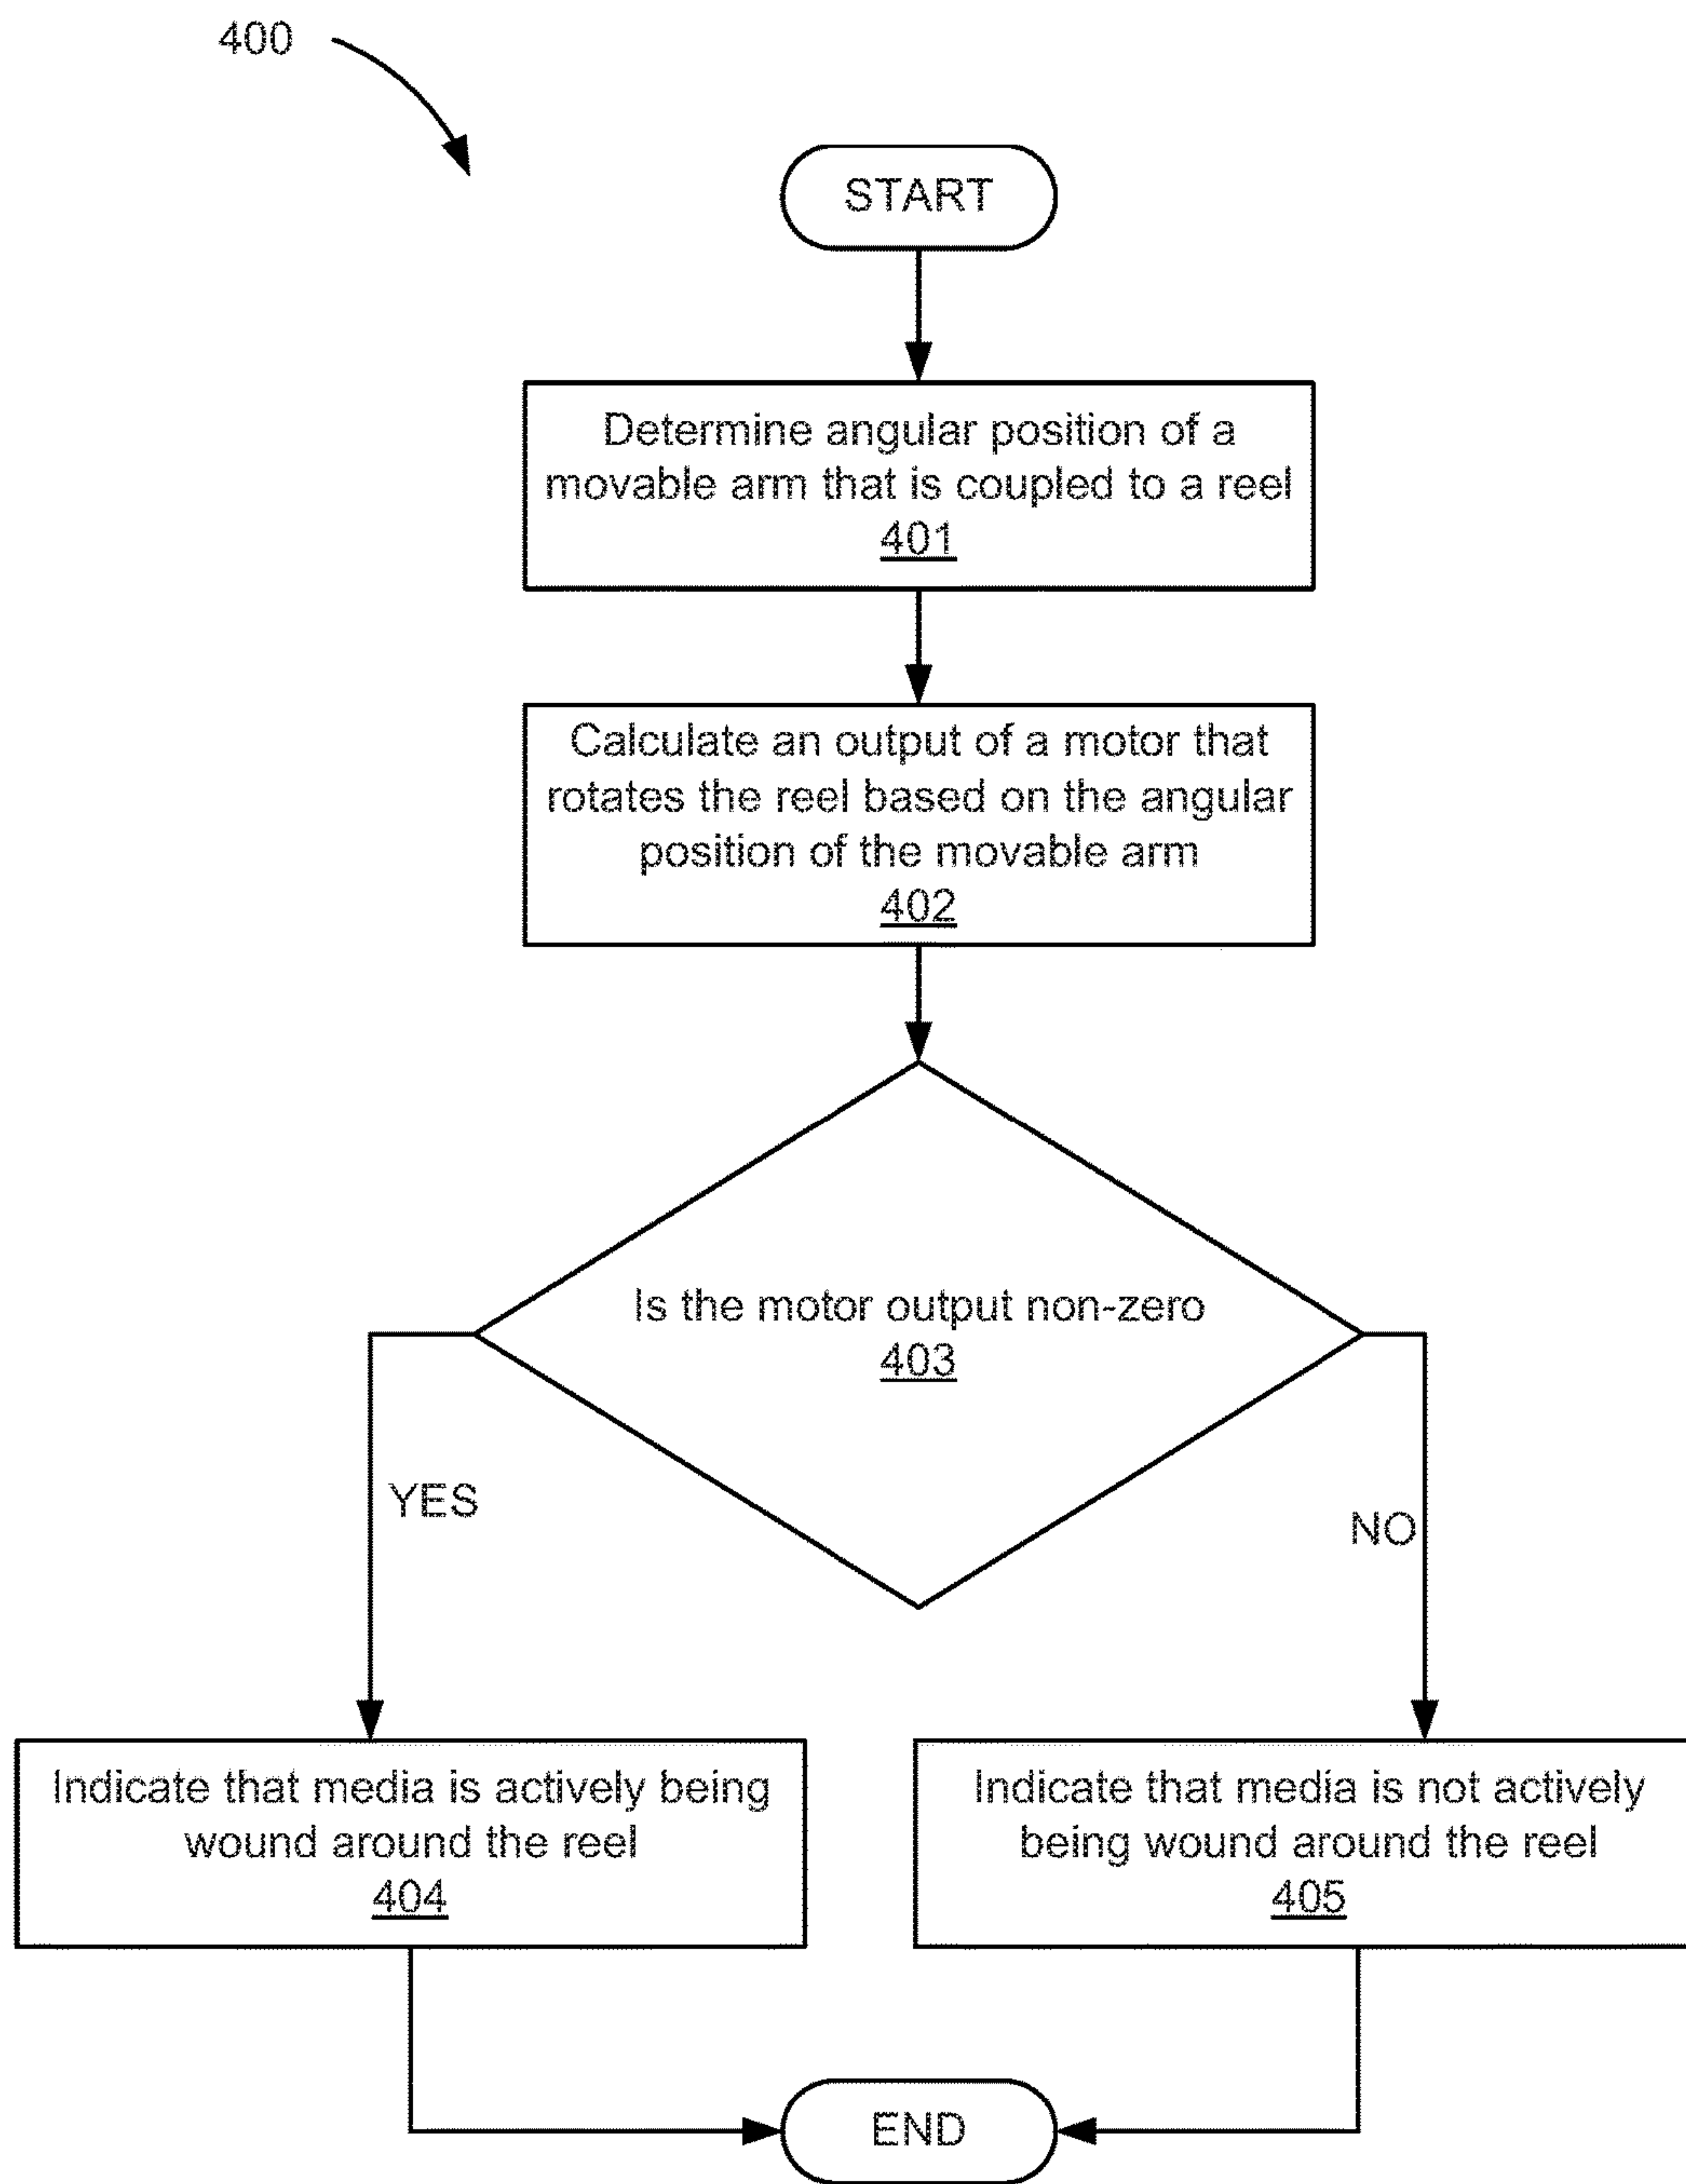 400
START
Determine angular position of a
movable arm that is coupled to a reel
401
Calculate an output of a motor that
rotates the reel based on the angular
position of the movable arm
402
Is the motor output non-zero
403
YES
NO
Indicate that media is actively being
wound around the reel
404
Indicate that media is not actively
being wound around the reel
405
END